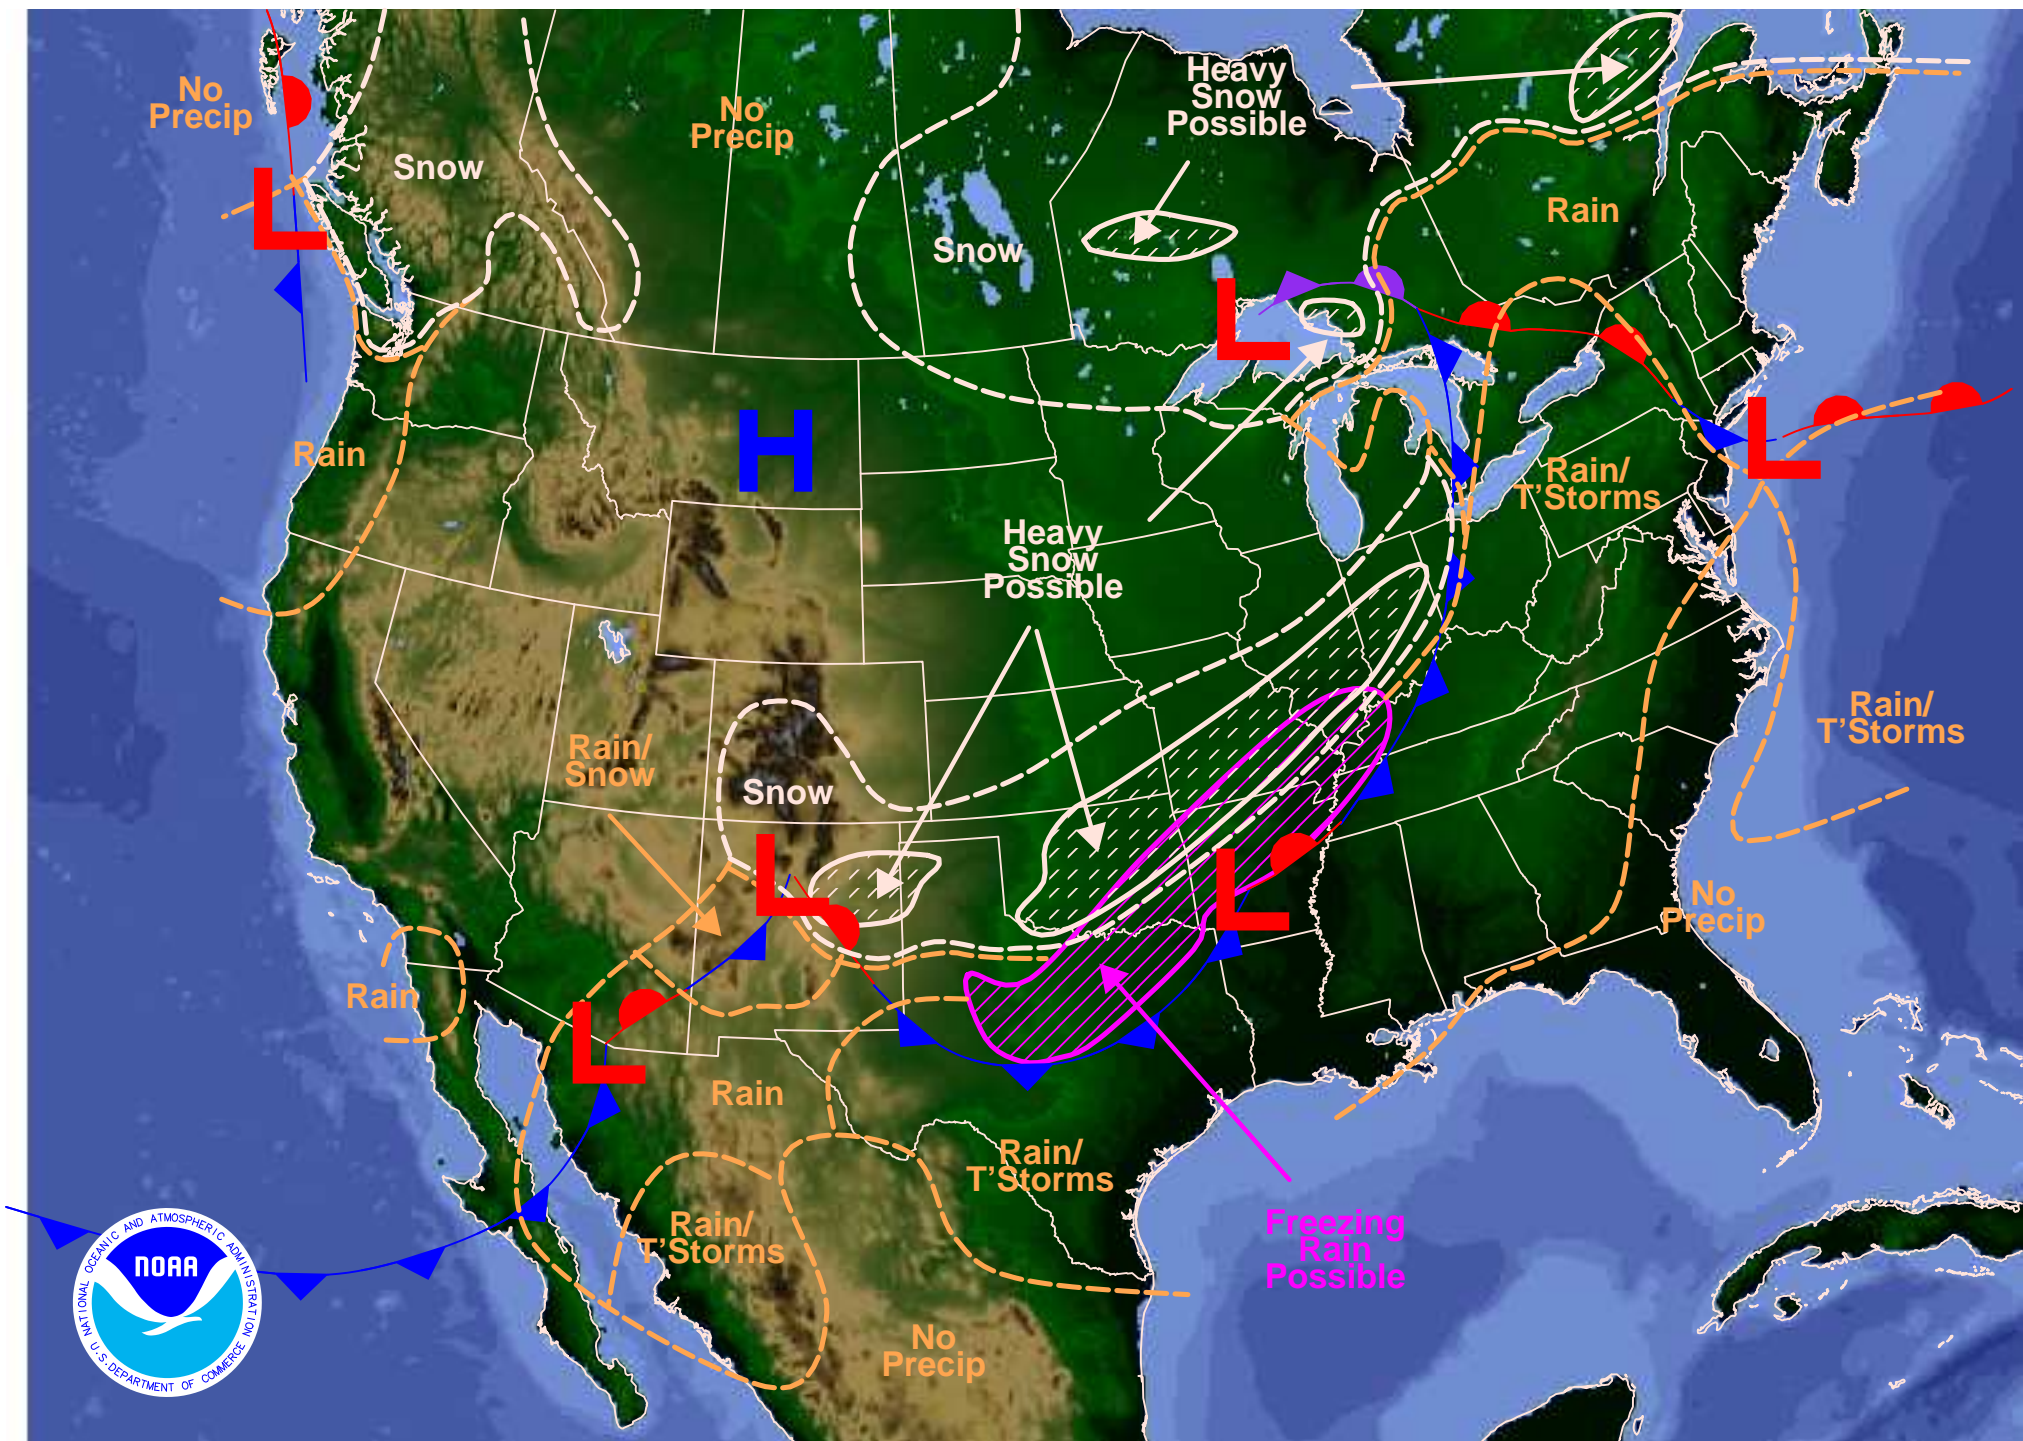 No
Precip
Snow
No
Precip
Heavy
Snow
Possible
Snow
Rain
L
L
H
L
Rain
Rain/
T'Storms
Heavy
Snow
Possible
Rain/
Snow
Snow
Rain/
T'Storms
L
L
No
Precip
Rain
L
Rain
Rain/
T'Storms
Rain/
T'Storms
Freezing
Rain
Possible
No
Precip
NATIONAL OCEANIC AND ATMOSPHERIC ADMINISTRATION
NOAA
U.S. DEPARTMENT OF COMMERCE